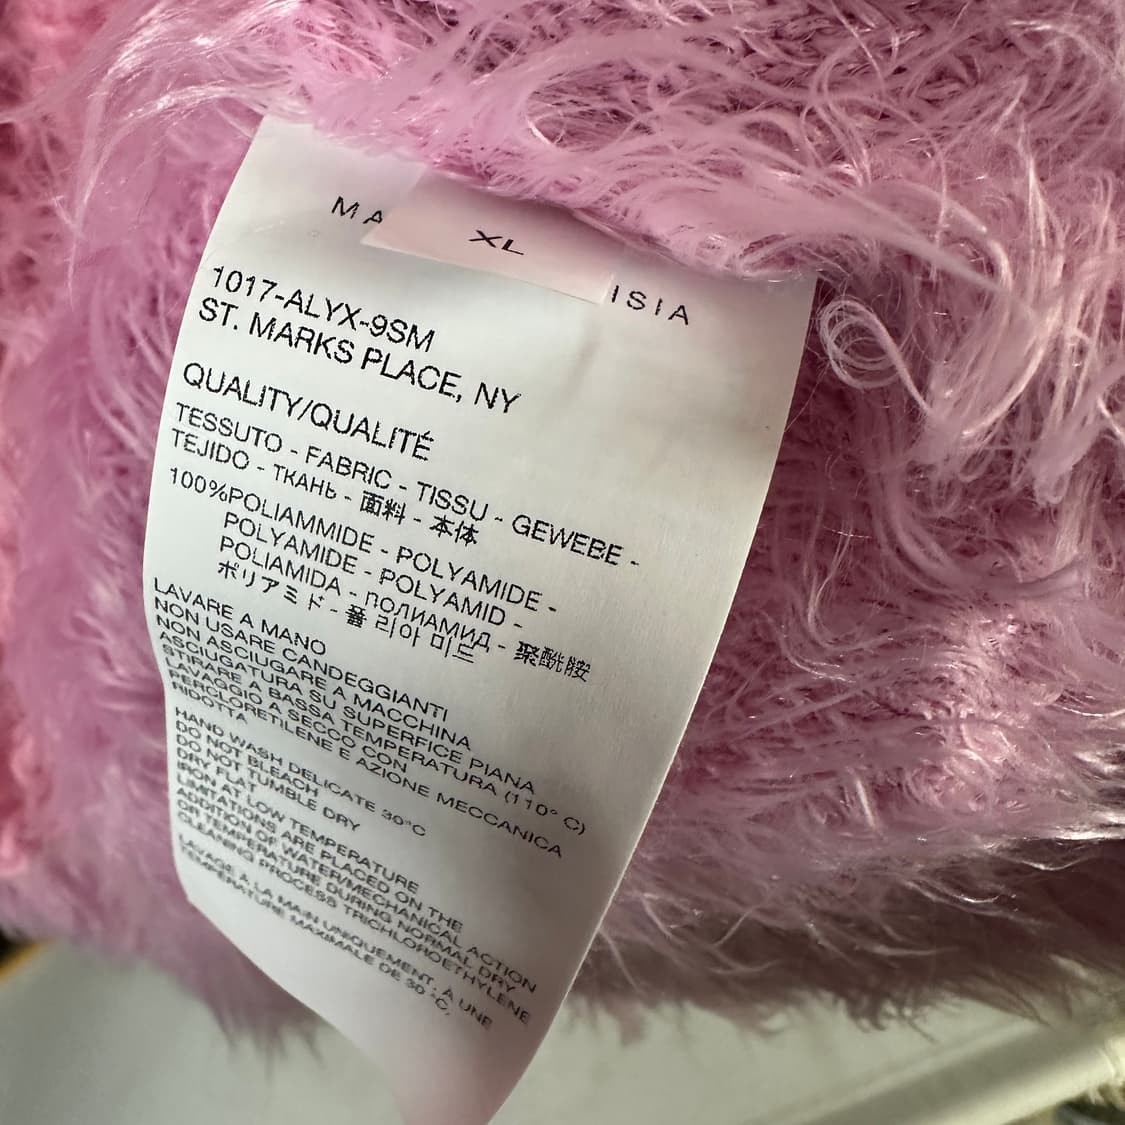 MA
XL
ISIA
1017-ALYX-9SM
ST. MARKS PLACE, NY
QUALITY/QUALITÉ
TESSUTO - FABRIC - TISSU - GEWEBE -
TEJIDO - ТКАНЬ - 面料 - 本体
100%POLIAMMIDE - POLYAMIDE -
POLYAMIDE - POLYAMID -
POLIAMIDA - ПОЛИАМИД - 聚酰胺
ポリアミド - 폴리아미드
LAVARE A MANO
NON USARE CANDEGGIANTI
NON ASCIUGARE A MACCHINA
ASCIUGATURA SU SUPERFICE PIANA
STIRARE A BASSA TEMPERATURA (110° C)
LAVAGGIO A SECCO CON
PERCLORETILENE E AZIONE MECCANICA
RIDOTTA
HAND WASH DELICATE 30°C
DO NOT BLEACH
DO NOT TUMBLE DRY
DRY FLAT
IRON AT LOW TEMPERATURE
LIMITATIONS ARE PLACED ON THE
ADDITION OF WATER/MECHANICAL ACTION
OR TEMPERATURE DURING NORMAL DRY
CLEANING PROCESS TRICHLOROETHYLENE
LAVAGE A LA MAIN UNIQUEMENT, A UNE
TEMPÉRATURE MAXIMALE DE 30 °C,